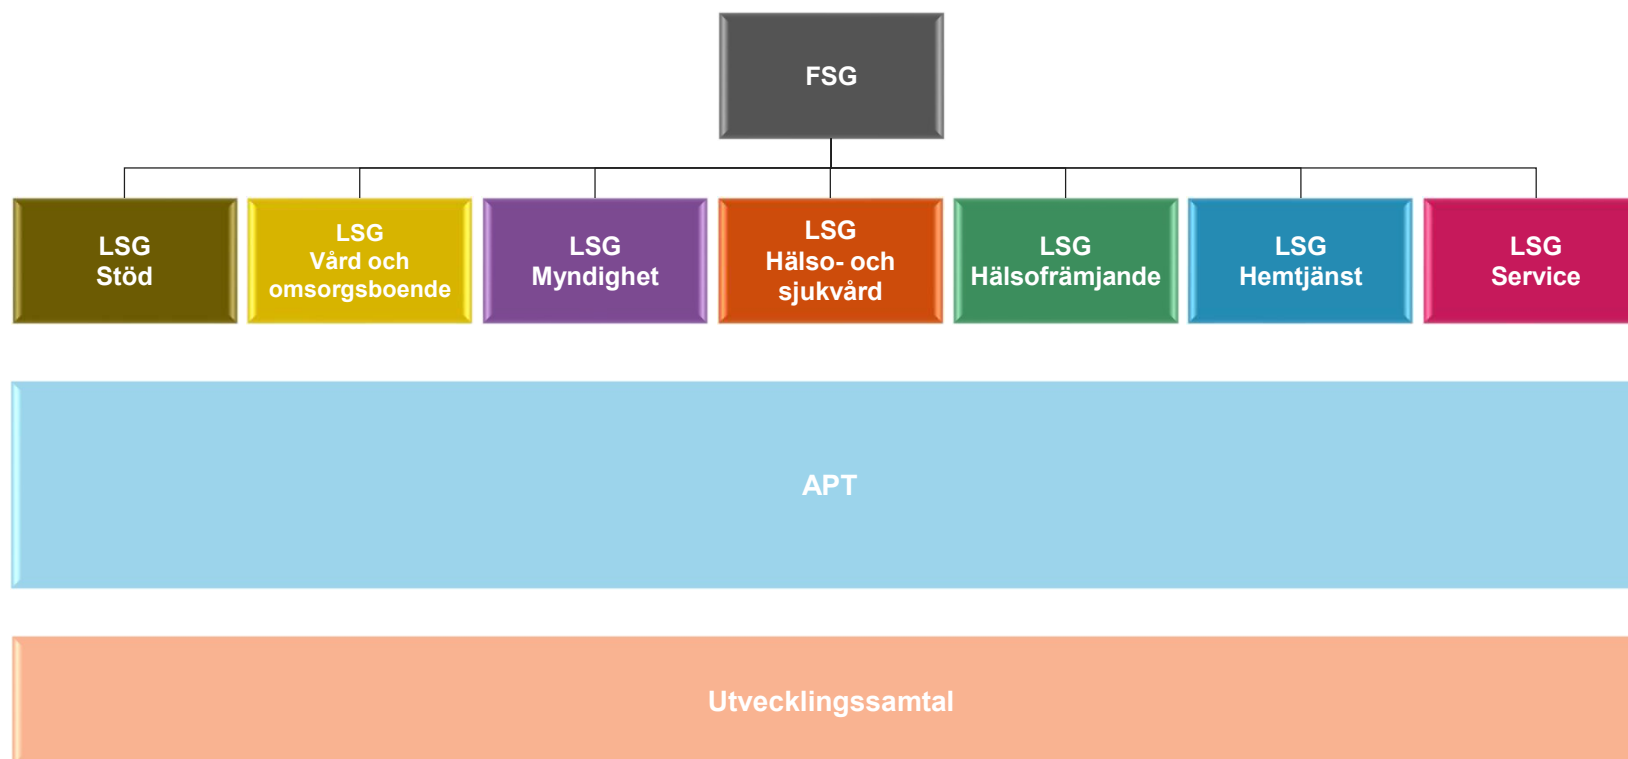 FSG
LSG
Stöd
LSG
Vård och
omsorgsboende
LSG
Myndighet
LSG
Hälso- och
sjukvård
LSG
Hälsofrämjande
LSG
Hemtjänst
LSG
Service
APT
Utvecklingssamtal